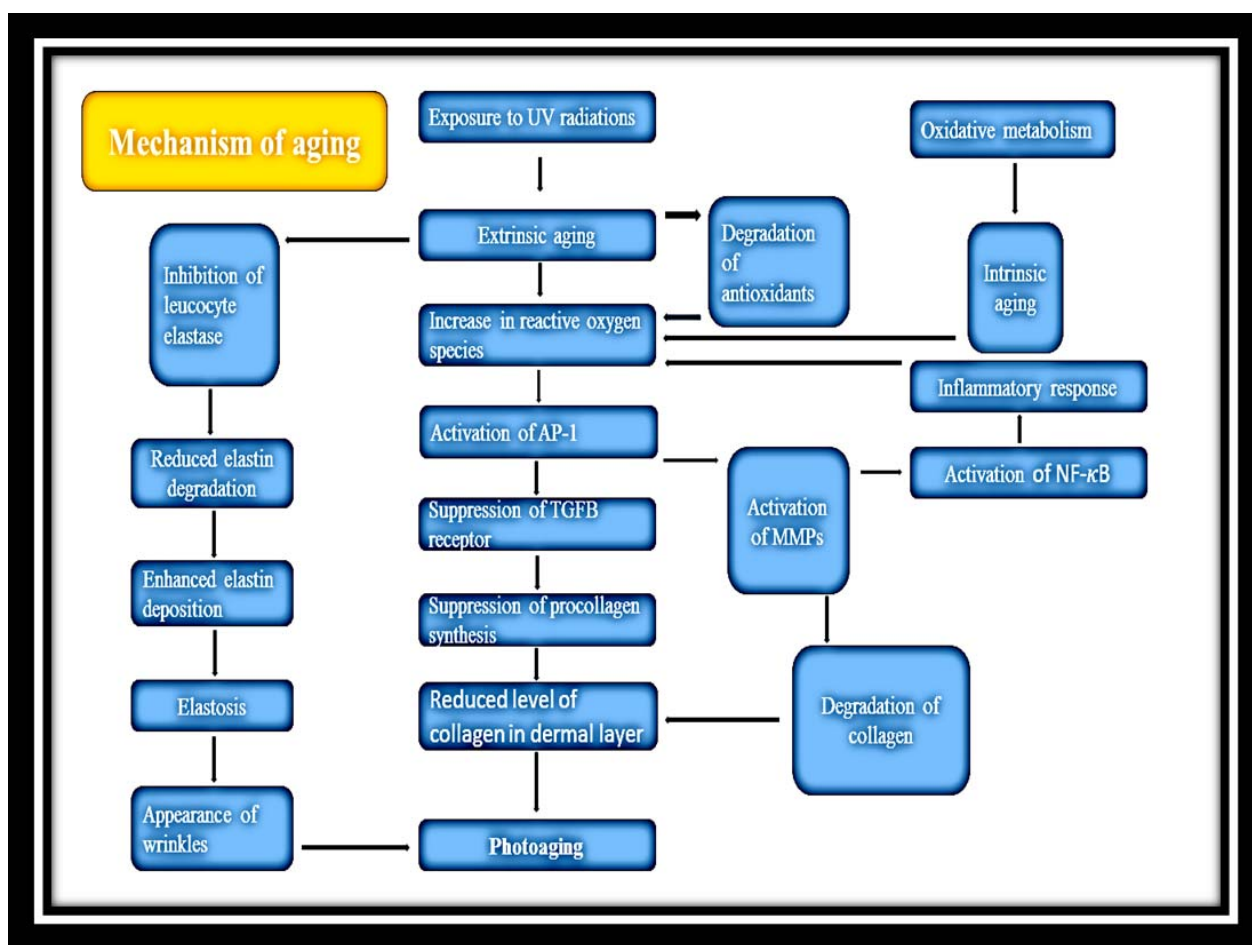 Mechanism of aging
Exposure to UV radiations
Oxidative metabolism
Extrinsic aging
Degradation
of
antioxidants
Intrinsic
aging
Inhibition of
leucocyte
elastase
Increase in reactive oxygen
species
Inflammatory response
Activation of AP-1
Activation of NF-κB
Reduced elastin
degradation
Activation
of MMPs
Suppression of TGFB
receptor
Enhanced elastin
deposition
Suppression of procollagen
synthesis
Elastosis
Reduced level of
collagen in dermal layer
Degradation of
collagen
Appearance of
wrinkles
Photoaging